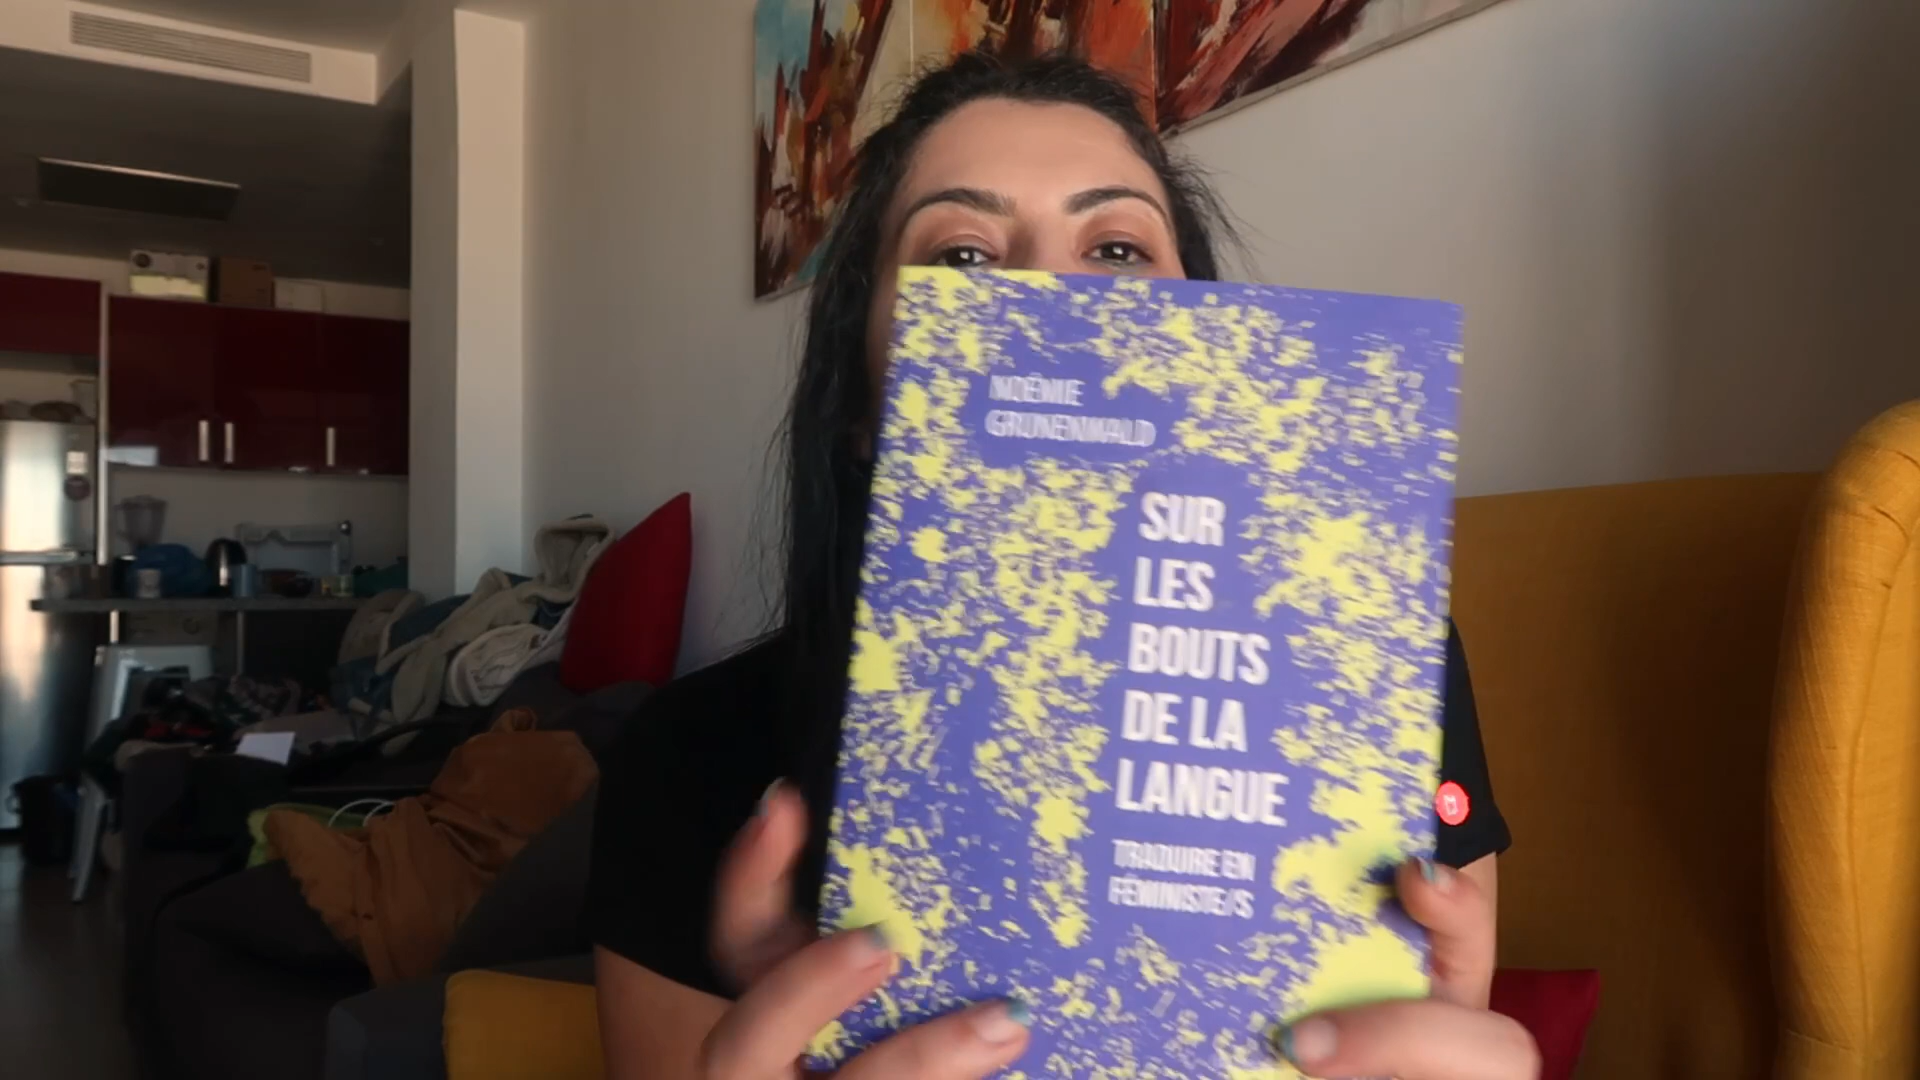 NOÉMIE
GRUNENWALD
SUR
LES
BOUTS
DE LA
LANGUE
TRADUIRE EN
FÉMINISTE/S